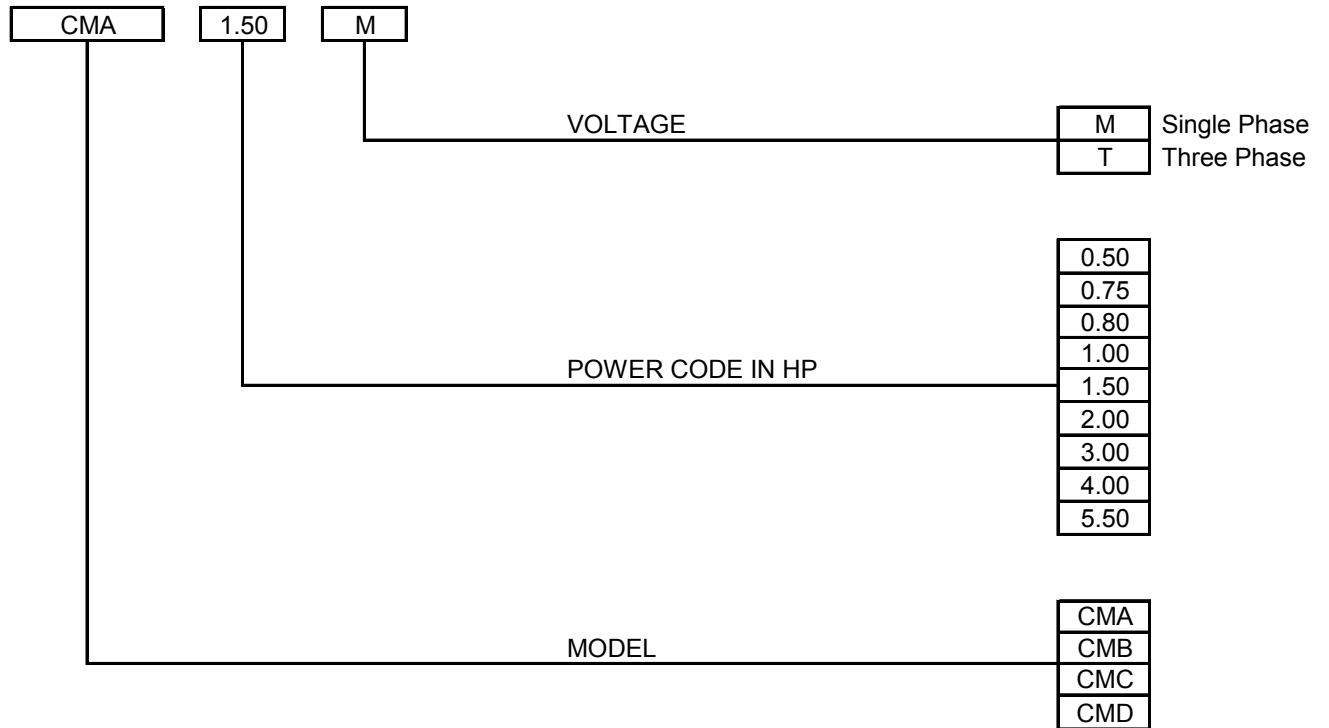 CMA 1.50 M
VOLTAGE M Single Phase
T Three Phase
0.50
0.75
0.80
1.00
POWER CODE IN HP
1.50
2.00
3.00
4.00
5.50
CMA
MODEL CMB
CMC
CMD